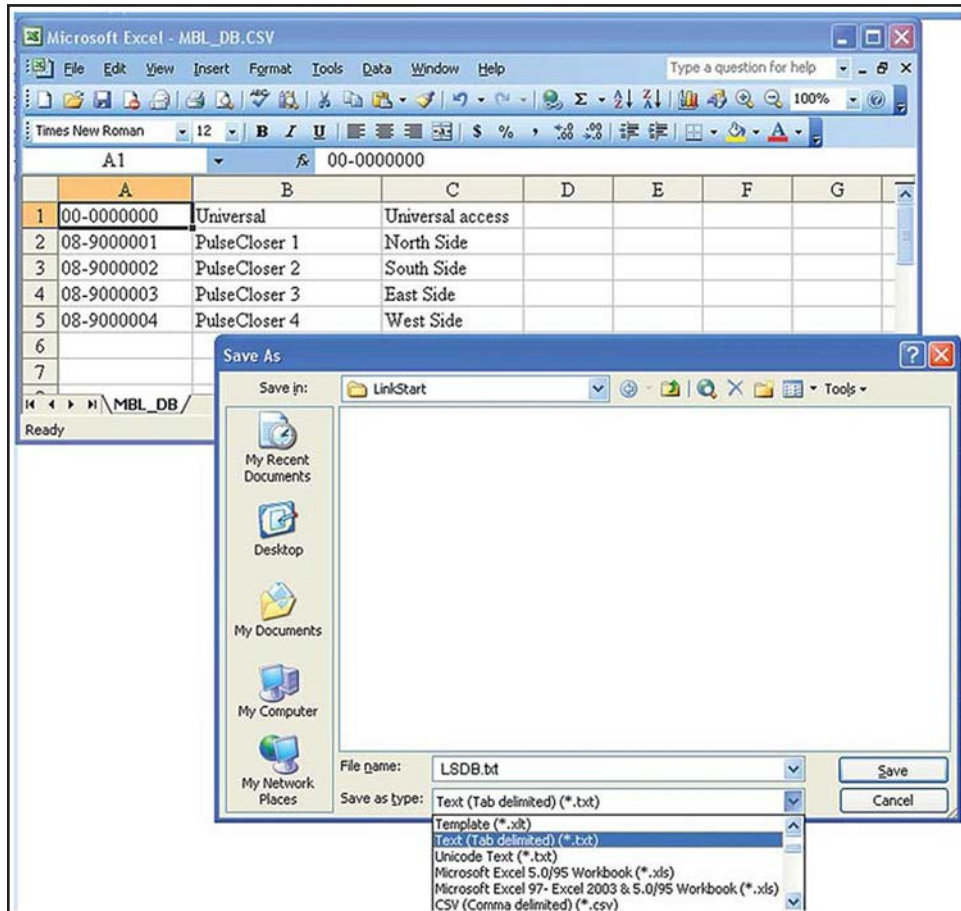 Microsoft Excel - MBL_DB.CSV
File Edit View Insert Format Tools Data Window Help Type a question for help
Σ 100%
Times New Roman 12 B I U $ % ,
A1 fx 00-0000000
A B C D E F G
1 00-0000000 Universal Universal access
2 08-9000001 PulseCloser 1 North Side
3 08-9000002 PulseCloser 2 South Side
4 08-9000003 PulseCloser 3 East Side
5 08-9000004 PulseCloser 4 West Side
6
7
MBL_DB
Ready
Save As
Save in: LinkStart Tools
My Recent
Documents
Desktop
My Documents
My Computer
My Network
Places
File name: LSDB.txt Save
Save as type: Text (Tab delimited) (*.txt) Cancel
Template (*.xlt)
Text (Tab delimited) (*.txt)
Unicode Text (*.txt)
Microsoft Excel 5.0/95 Workbook (*.xls)
Microsoft Excel 97- Excel 2003 & 5.0/95 Workbook (*.xls)
CSV (Comma delimited) (*.csv)